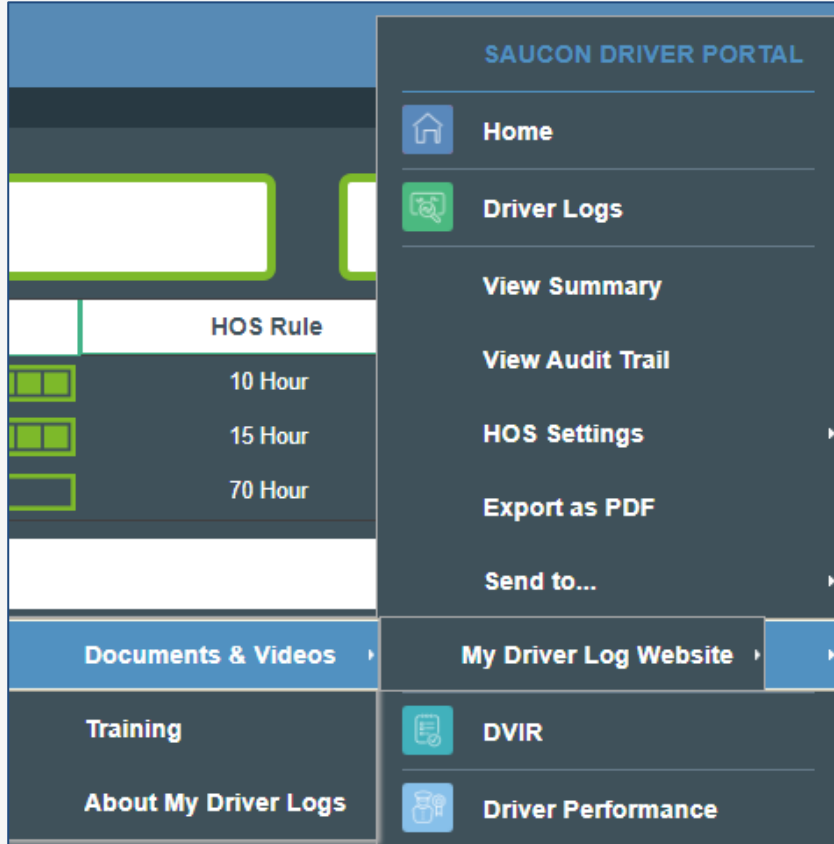 SAUCON DRIVER PORTAL
Home
Driver Logs
View Summary
HOS Rule
View Audit Trail
10 Hour
15 Hour
HOS Settings
70 Hour
Export as PDF
Send to...
Documents & Videos
My Driver Log Website
Training
DVIR
About My Driver Logs
Driver Performance